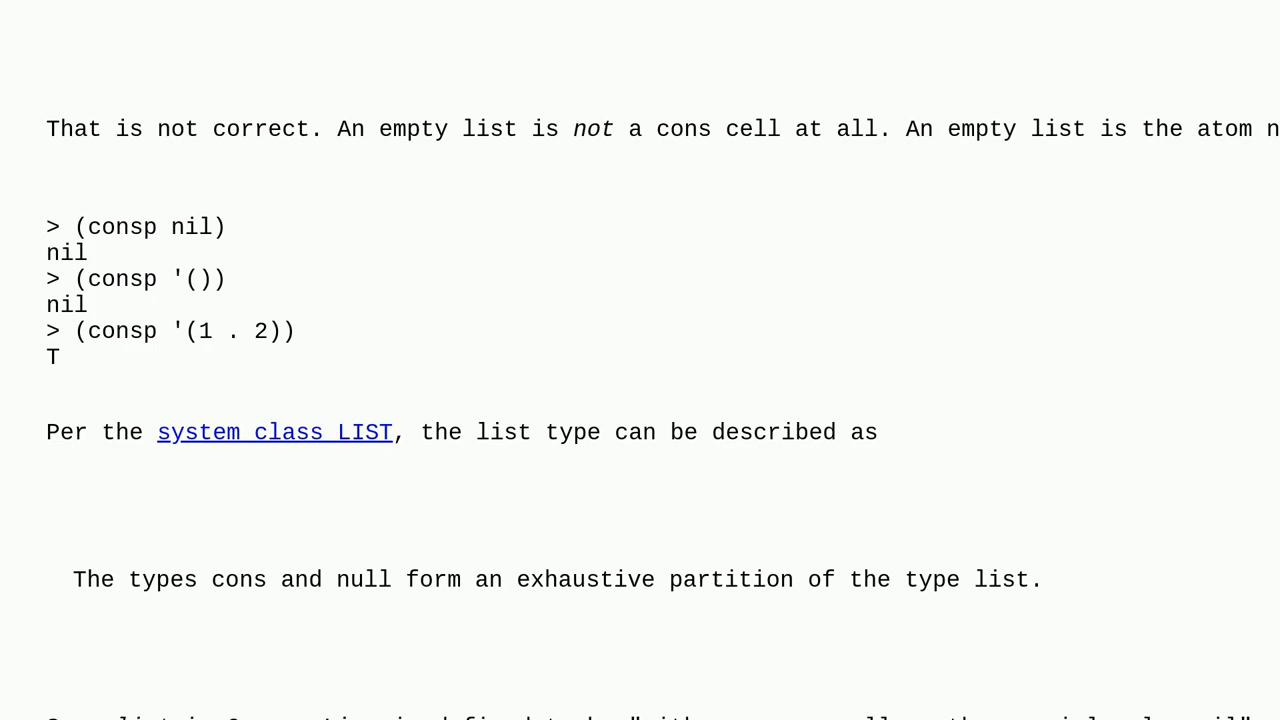 That is not correct. An empty list is not a cons cell at all. An empty list is the atom
> (consp nil)
nil
> (consp '())
nil
> (consp '(1 . 2))
T
Per the system class LIST, the list type can be described as
The types cons and null form an exhaustive partition of the type list.